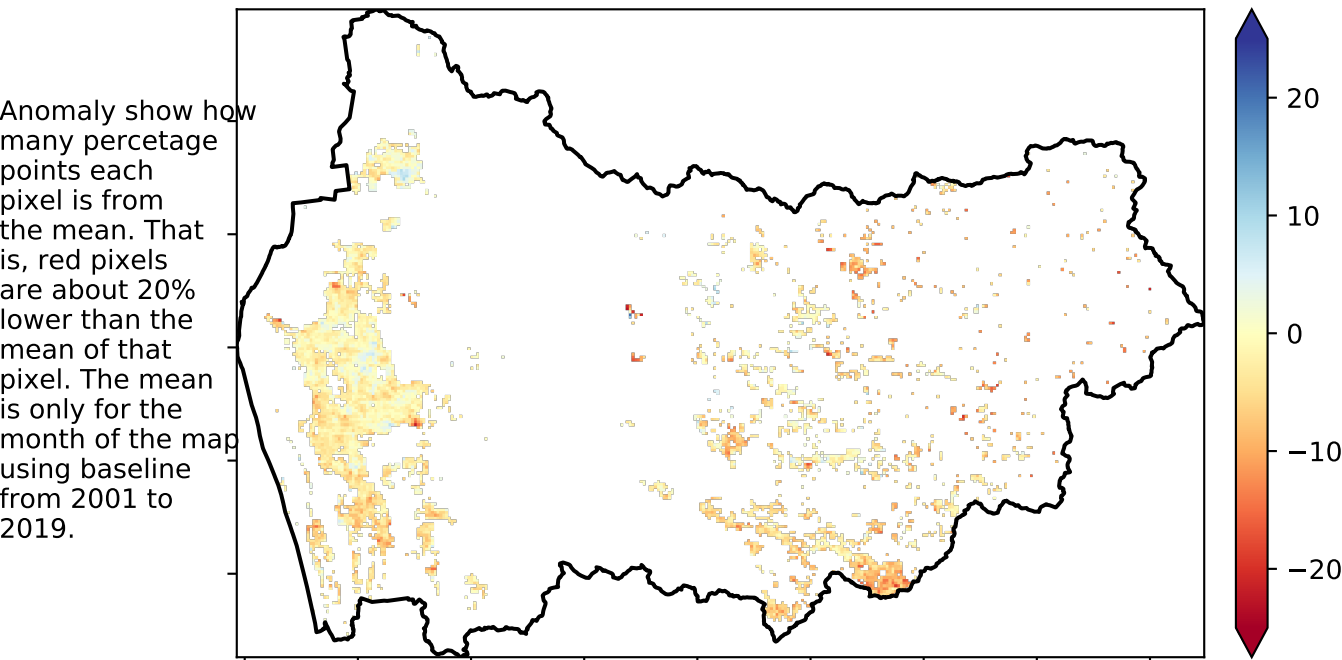 Anomaly show how
many percetage
points each
pixel is from
the mean. That
is, red pixels
are about 20%
lower than the
mean of that
pixel. The mean
is only for the
month of the map
using baseline
from 2001 to
2019.
20
10
0
−10
−20